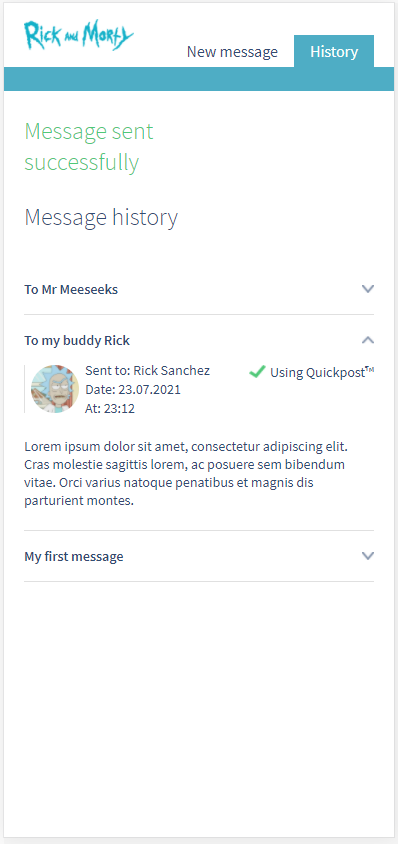 Rick and Morty
New message
History
Message sent
successfully
Message history
To Mr Meeseeks
To my buddy Rick
Sent to: Rick Sanchez
Using Quickpost™
Date: 23.07.2021
At: 23:12
Lorem ipsum dolor sit amet, consectetur adipiscing elit.
Cras molestie sagittis lorem, ac posuere sem bibendum
vitae. Orci varius natoque penatibus et magnis dis
parturient montes.
My first message